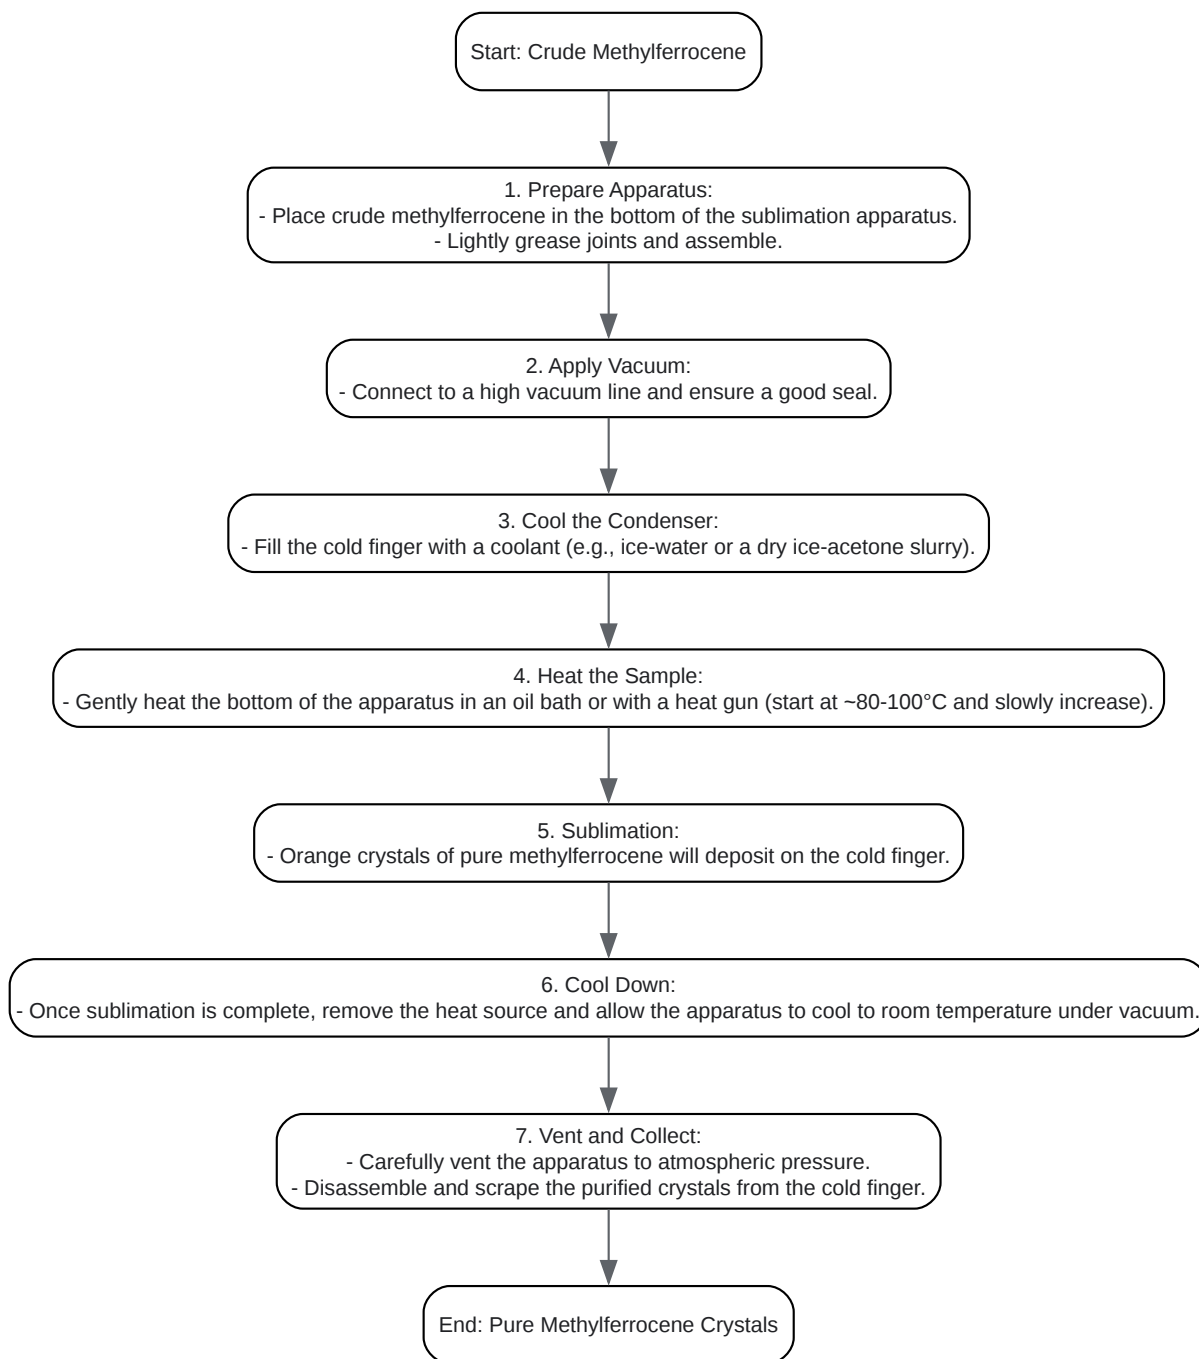 Start: Crude Methylferrocene
1. Prepare Apparatus:
- Place crude methylferrocene in the bottom of the sublimation apparatus.
- Lightly grease joints and assemble.
2. Apply Vacuum:
- Connect to a high vacuum line and ensure a good seal.
3. Cool the Condenser:
- Fill the cold finger with a coolant (e.g., ice-water or a dry ice-acetone slurry).
4. Heat the Sample:
- Gently heat the bottom of the apparatus in an oil bath or with a heat gun (start at ~80-100°C and slowly increase).
5. Sublimation:
- Orange crystals of pure methylferrocene will deposit on the cold finger.
6. Cool Down:
- Once sublimation is complete, remove the heat source and allow the apparatus to cool to room temperature under vacuum.
7. Vent and Collect:
- Carefully vent the apparatus to atmospheric pressure.
- Disassemble and scrape the purified crystals from the cold finger.
End: Pure Methylferrocene Crystals